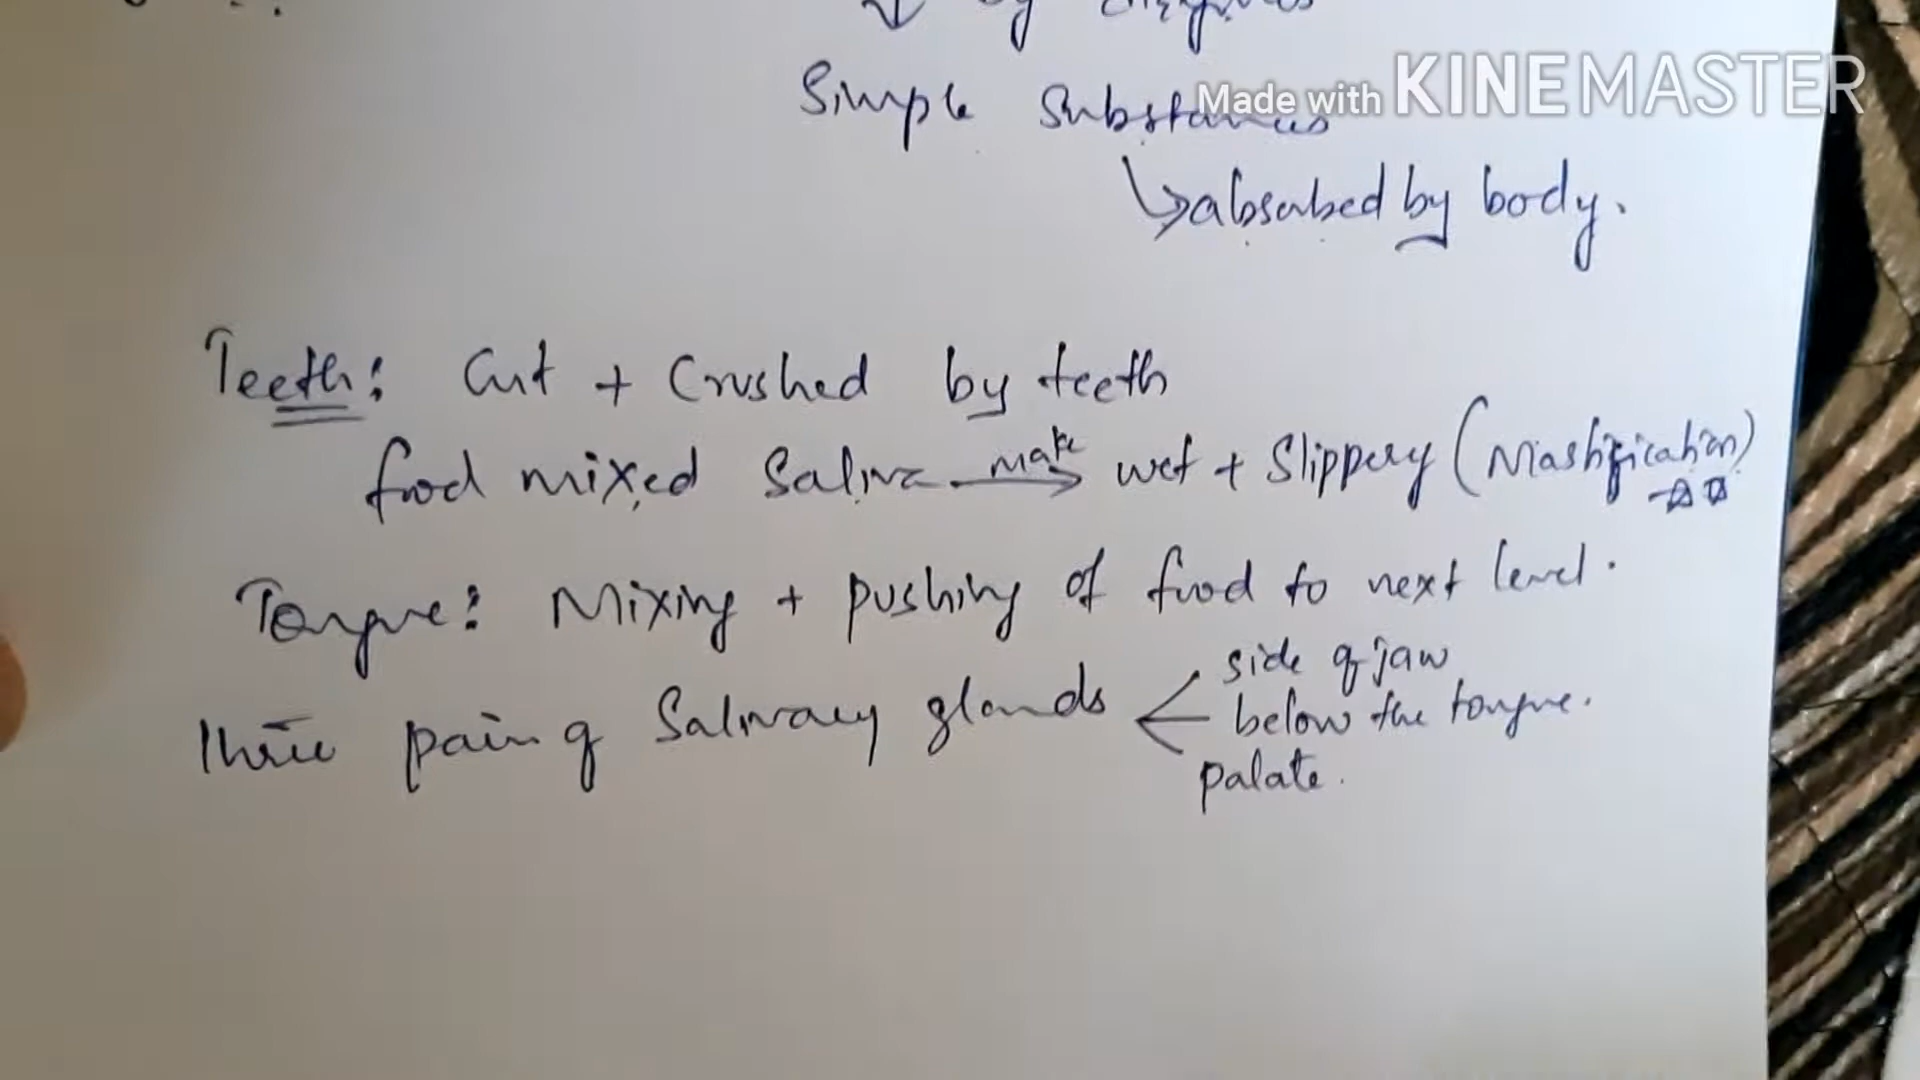 by enzymes
Simple Substances
Made with KINEMASTER
absorbed by body.
Teeth: Cut + Crushed by teeth
food mixed Saliva make wet + Slippery (Mastification)
Tongue: Mixing + pushing of food to next level.
Three pair of Salivary glands
side of jaw
below the tongue.
palate.